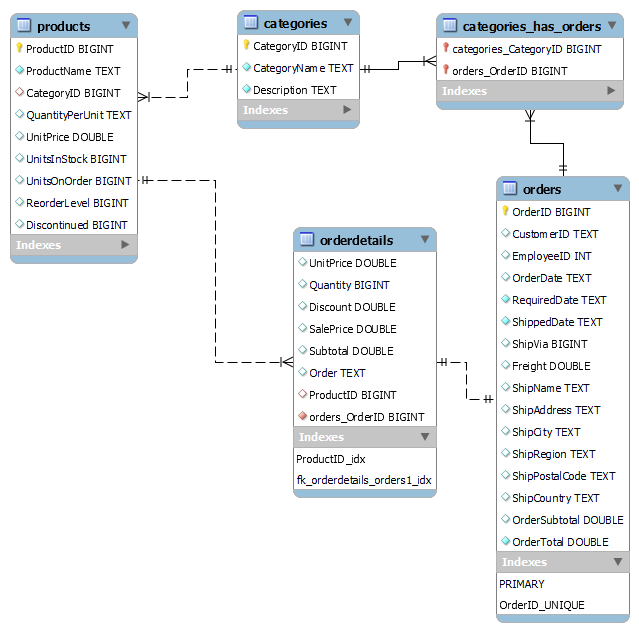 products
ProductID BIGINT
ProductName TEXT
CategoryID BIGINT
QuantityPerUnit TEXT
UnitPrice DOUBLE
UnitsInStock BIGINT
UnitsOnOrder BIGINT
ReorderLevel BIGINT
Discontinued BIGINT
Indexes
categories
CategoryID BIGINT
CategoryName TEXT
Description TEXT
Indexes
categories_has_orders
categories_CategoryID BIGINT
orders_OrderID BIGINT
Indexes
orderdetails
UnitPrice DOUBLE
Quantity BIGINT
Discount DOUBLE
SalePrice DOUBLE
Subtotal DOUBLE
Order TEXT
ProductID BIGINT
orders_OrderID BIGINT
Indexes
ProductID_idx
fk_orderdetails_orders1_idx
orders
OrderID BIGINT
CustomerID TEXT
EmployeeID INT
OrderDate TEXT
RequiredDate TEXT
ShippedDate TEXT
ShipVia BIGINT
Freight DOUBLE
ShipName TEXT
ShipAddress TEXT
ShipCity TEXT
ShipRegion TEXT
ShipPostalCode TEXT
ShipCountry TEXT
OrderSubtotal DOUBLE
OrderTotal DOUBLE
Indexes
PRIMARY
OrderID_UNIQUE